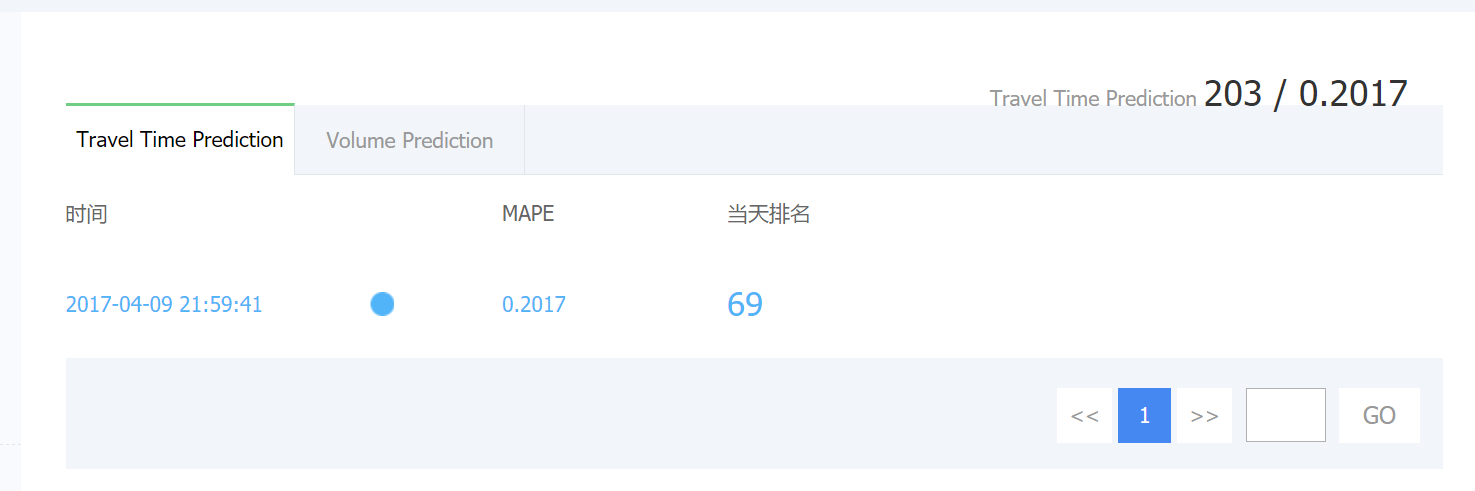 Travel Time Prediction 203 / 0.2017
Travel Time Prediction Volume Prediction
时间 MAPE 当天排名
2017-04-09 21:59:41 0.2017 69
<< 1 >> GO